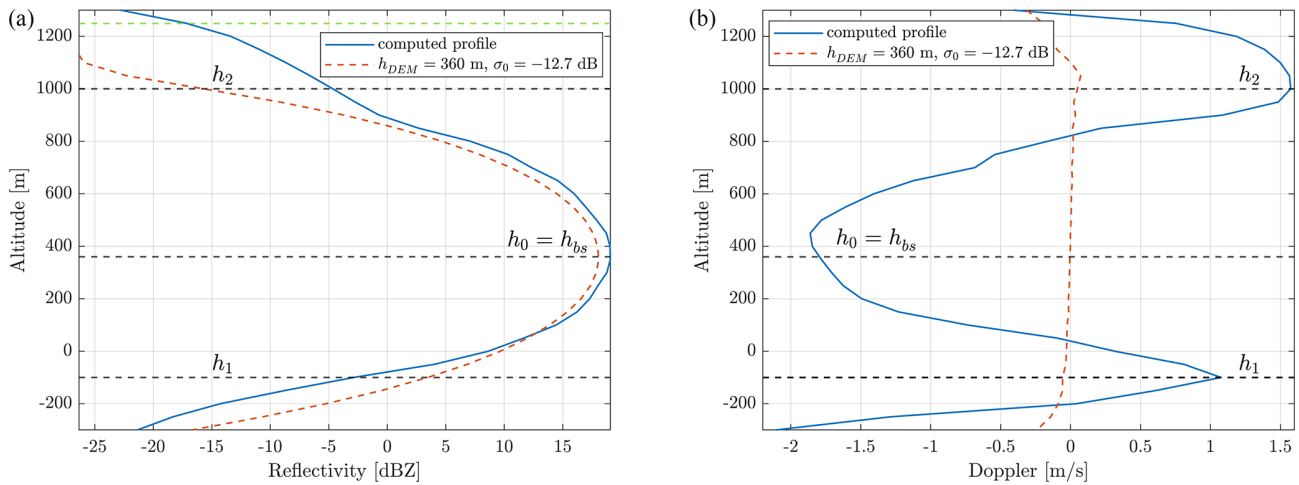 (a)
1200
1000
800
600
400
200
0
-200
Altitude [m]
computed profile
h_DEM = 360 m, σ_0 = −12.7 dB
h_2
h_0 = h_bs
h_1
-25 -20 -15 -10 -5 0 5 10 15
Reflectivity [dBZ]
(b)
1200
1000
800
600
400
200
0
-200
Altitude [m]
computed profile
h_DEM = 360 m, σ_0 = −12.7 dB
h_2
h_0 = h_bs
h_1
-2 -1.5 -1 -0.5 0 0.5 1 1.5
Doppler [m/s]